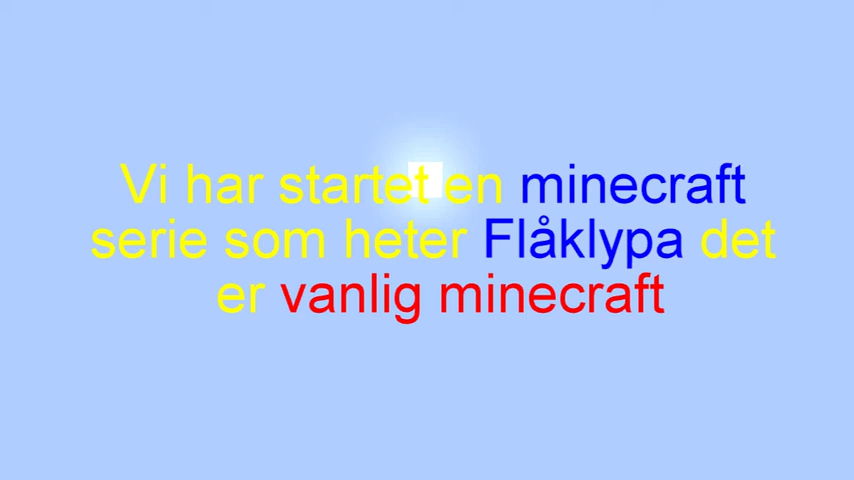 Vi har startet en minecraft
serie som heter Flåklypa det
er vanlig minecraft